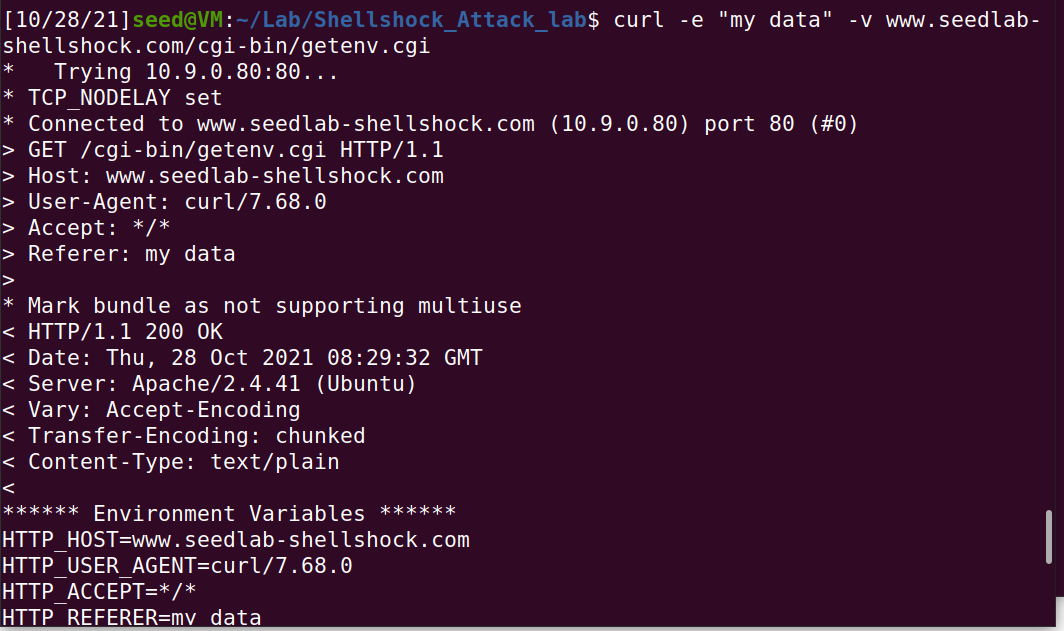 [10/28/21]seed@VM:~/Lab/Shellshock_Attack_lab$ curl -e "my data" -v www.seedlab-
shellshock.com/cgi-bin/getenv.cgi
*   Trying 10.9.0.80:80...
* TCP_NODELAY set
* Connected to www.seedlab-shellshock.com (10.9.0.80) port 80 (#0)
> GET /cgi-bin/getenv.cgi HTTP/1.1
> Host: www.seedlab-shellshock.com
> User-Agent: curl/7.68.0
> Accept: */*
> Referer: my data
>
* Mark bundle as not supporting multiuse
< HTTP/1.1 200 OK
< Date: Thu, 28 Oct 2021 08:29:32 GMT
< Server: Apache/2.4.41 (Ubuntu)
< Vary: Accept-Encoding
< Transfer-Encoding: chunked
< Content-Type: text/plain
<
****** Environment Variables ******
HTTP_HOST=www.seedlab-shellshock.com
HTTP_USER_AGENT=curl/7.68.0
HTTP_ACCEPT=*/*
HTTP_REFERER=my data